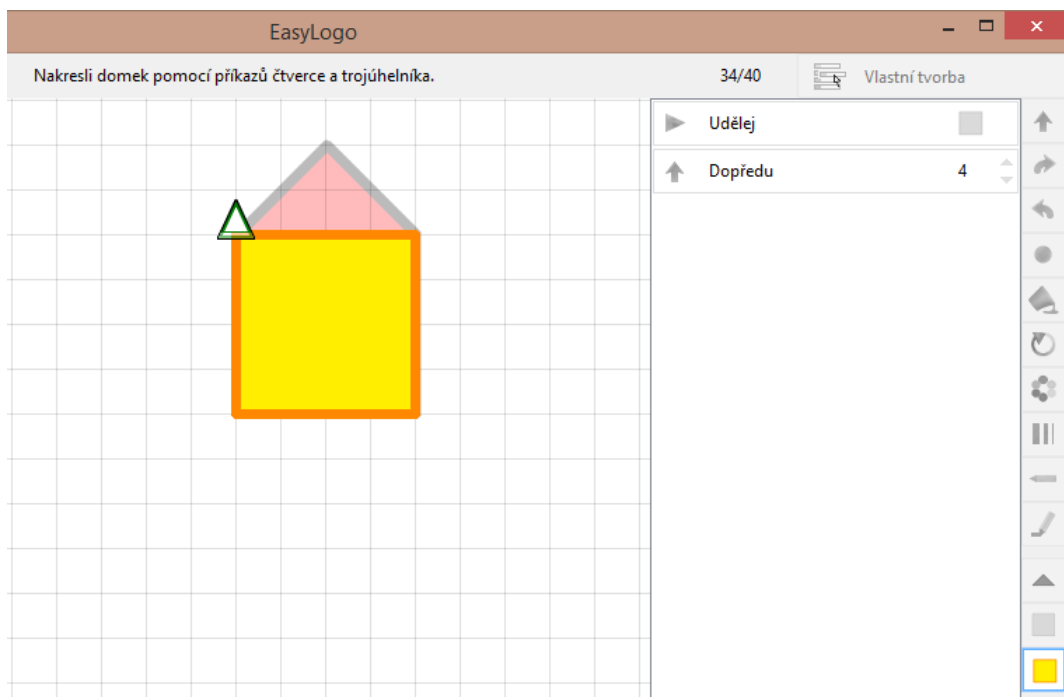 EasyLogo
Nakresli domek pomocí příkazů čtverce a trojúhelníka.
34/40
Vlastní tvorba
Udělej
Dopředu 4